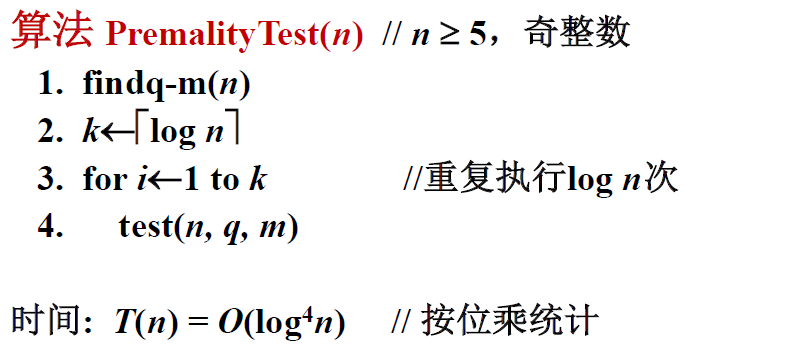 算法 PremalityTest(n) // n ≥ 5，奇整数
1. findq-m(n)
2. k←⌈log n⌉
3. for i←1 to k //重复执行log n次
4. test(n, q, m)
时间: T(n) = O(log⁴n) // 按位乘统计